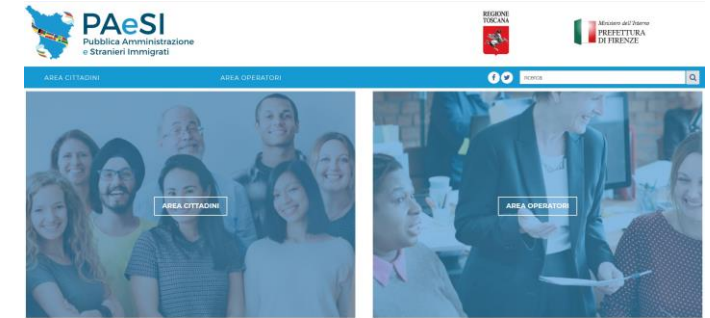 PAeSI
Pubblica Amministrazione
e Stranieri Immigrati
REGIONE
TOSCANA
Ministero dell'Interno
PREFETTURA
DI FIRENZE
AREA CITTADINI
AREA OPERATORI
ricerca
AREA CITTADINI
AREA OPERATORI